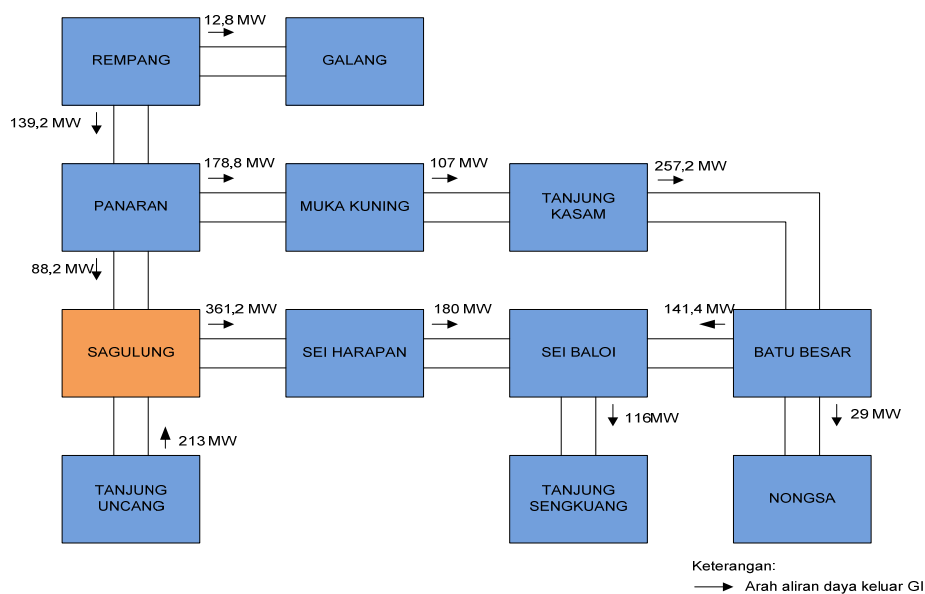 12,8 MW
REMPANG
GALANG
139,2 MW
178,8 MW
107 MW
257,2 MW
PANARAN
MUKA KUNING
TANJUNG
KASAM
88,2 MW
361,2 MW
180 MW
141,4 MW
SAGULUNG
SEI HARAPAN
SEI BALOI
BATU BESAR
213 MW
116MW
29 MW
TANJUNG
UNCANG
TANJUNG
SENGKUANG
NONGSA
Keterangan:
Arah aliran daya keluar GI